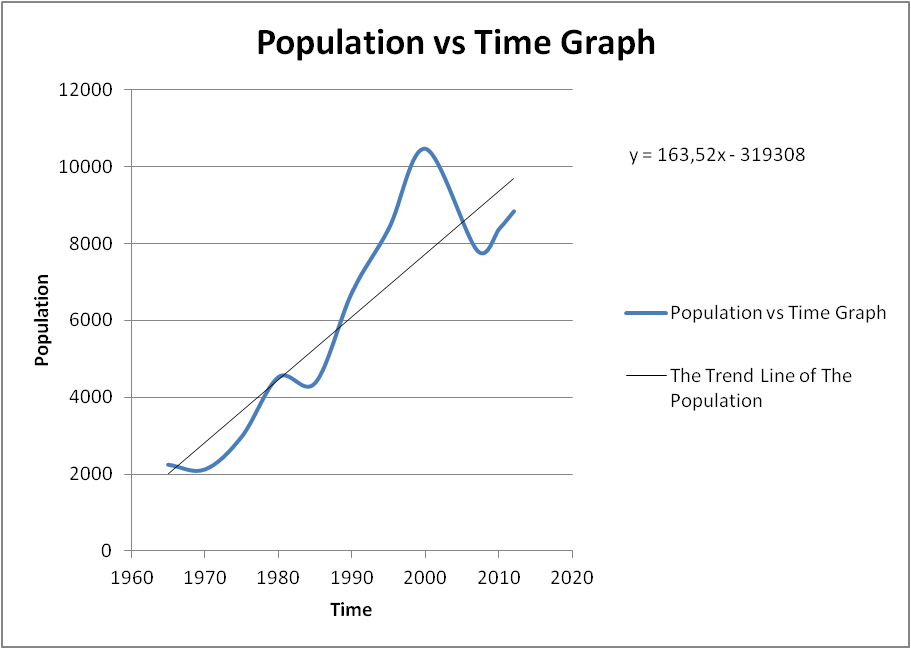 Population vs Time Graph
12000
10000
8000
6000
4000
2000
0
Population
1960 1970 1980 1990 2000 2010 2020
Time
y = 163,52x - 319308
Population vs Time Graph
The Trend Line of The
Population